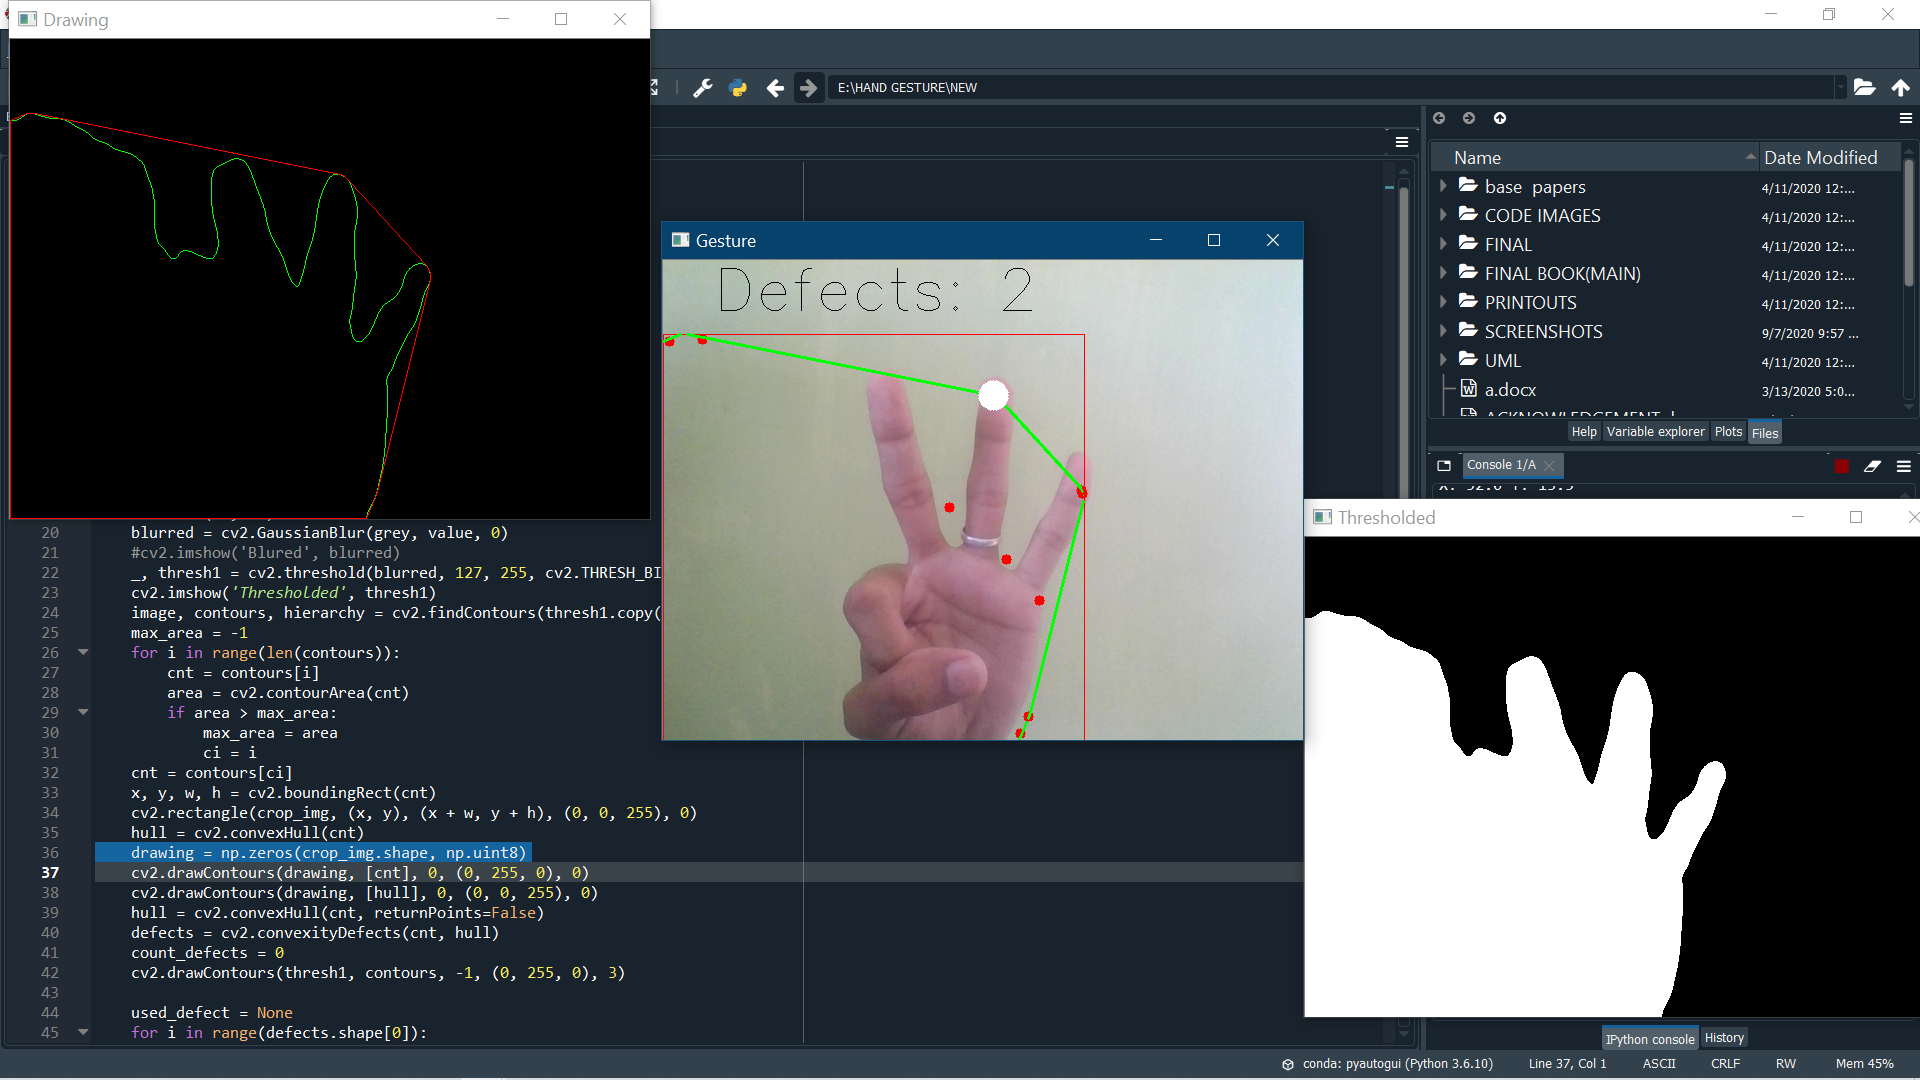 Drawing
E:\HAND GESTURE\NEW
Name Date Modified
base papers 4/11/2020 12:...
CODE IMAGES 4/11/2020 12:...
FINAL 4/11/2020 12:...
FINAL BOOK(MAIN) 4/11/2020 12:...
PRINTOUTS 4/11/2020 12:...
SCREENSHOTS 9/7/2020 9:57 ...
UML 4/11/2020 12:...
a.docx 3/13/2020 5:0...
Help Variable explorer Plots Files
Console 1/A
Gesture
Defects: 2
Thresholded
20 blurred = cv2.GaussianBlur(grey, value, 0)
21 #cv2.imshow('Blured', blurred)
22 _, thresh1 = cv2.threshold(blurred, 127, 255, cv2.THRESH_BI
23 cv2.imshow('Thresholded', thresh1)
24 image, contours, hierarchy = cv2.findContours(thresh1.copy(
25 max_area = -1
26 for i in range(len(contours)):
27 cnt = contours[i]
28 area = cv2.contourArea(cnt)
29 if area > max_area:
30 max_area = area
31 ci = i
32 cnt = contours[ci]
33 x, y, w, h = cv2.boundingRect(cnt)
34 cv2.rectangle(crop_img, (x, y), (x + w, y + h), (0, 0, 255), 0)
35 hull = cv2.convexHull(cnt)
36 drawing = np.zeros(crop_img.shape, np.uint8)
37 cv2.drawContours(drawing, [cnt], 0, (0, 255, 0), 0)
38 cv2.drawContours(drawing, [hull], 0, (0, 0, 255), 0)
39 hull = cv2.convexHull(cnt, returnPoints=False)
40 defects = cv2.convexityDefects(cnt, hull)
41 count_defects = 0
42 cv2.drawContours(thresh1, contours, -1, (0, 255, 0), 3)
43
44 used_defect = None
45 for i in range(defects.shape[0]):
IPython console History
conda: pyautogui (Python 3.6.10) Line 37, Col 1 ASCII CRLF RW Mem 45%